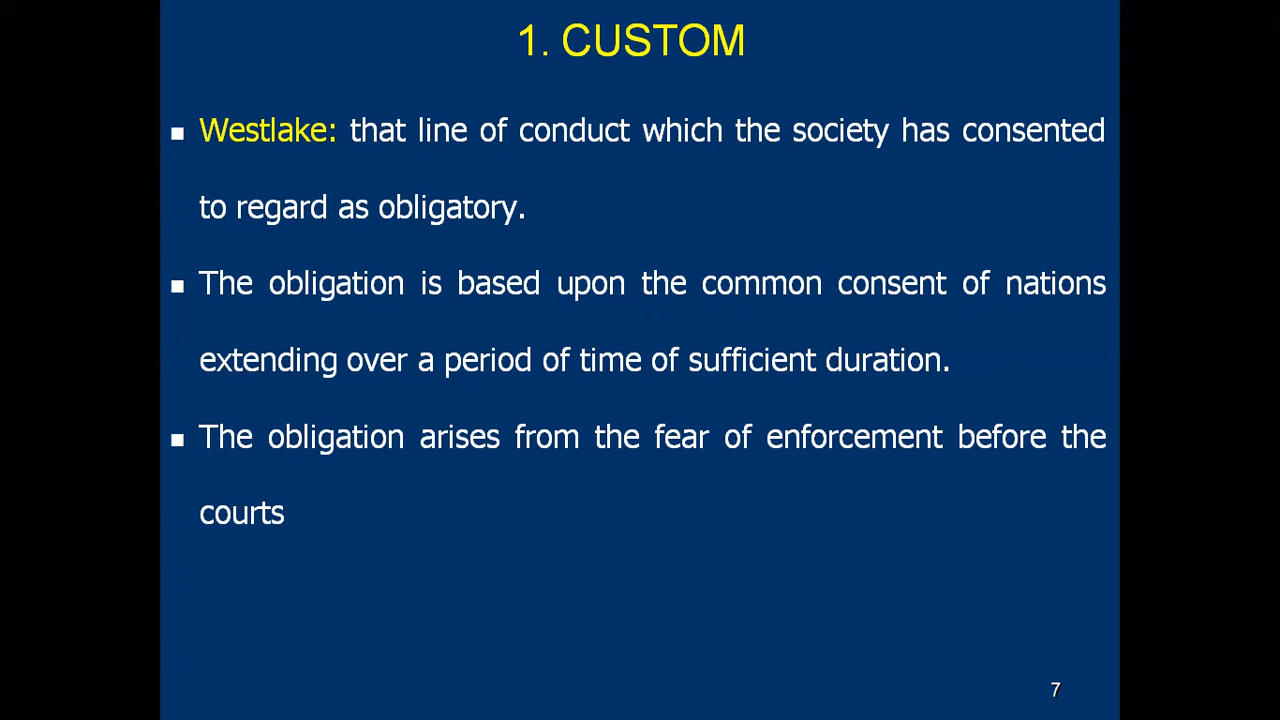 1. CUSTOM
Westlake: that line of conduct which the society has consented
to regard as obligatory.
The obligation is based upon the common consent of nations
extending over a period of time of sufficient duration.
The obligation arises from the fear of enforcement before the
courts
7